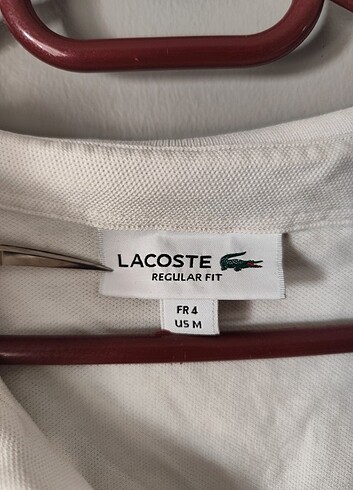 LACOSTE
REGULAR FIT
FR 4
US M